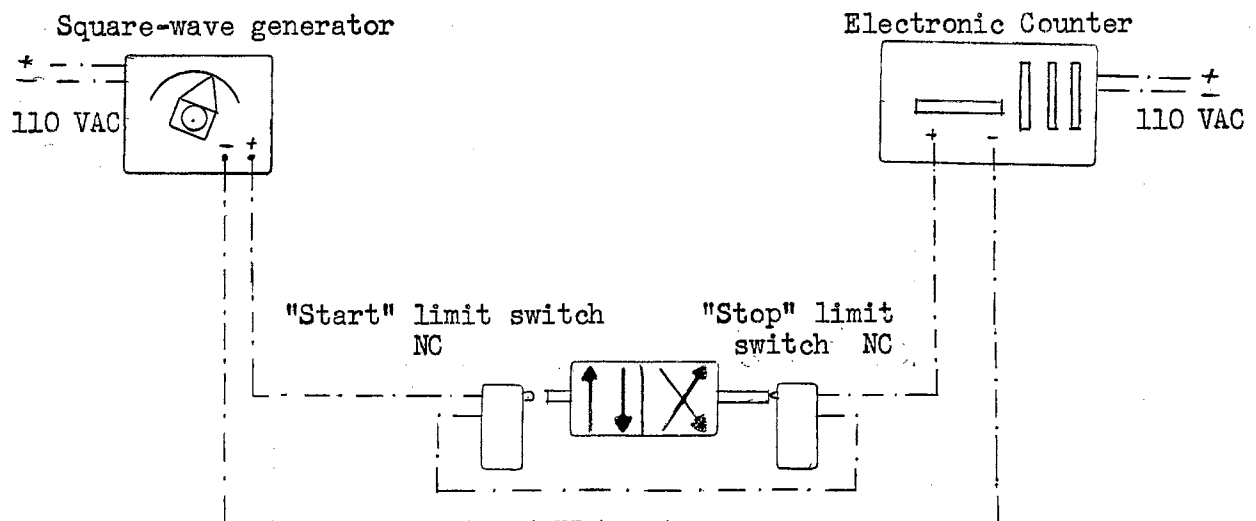 Square-wave generator
Electronic Counter
+
-
110 VAC
- +
+ -
+
-
110 VAC
"Start" limit switch
NC
"Stop" limit
switch NC